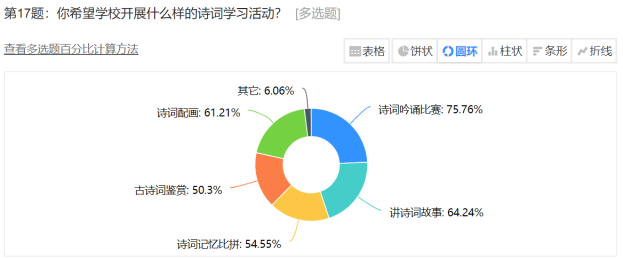 第17题：你希望学校开展什么样的诗词学习活动？ [多选题]
查看多选题百分比计算方法
表格 饼状 圆环 柱状 条形 折线
其它: 6.06%
诗词吟诵比赛: 75.76%
诗词配画: 61.21%
古诗词鉴赏: 50.3%
讲诗词故事: 64.24%
诗词记忆比拼: 54.55%